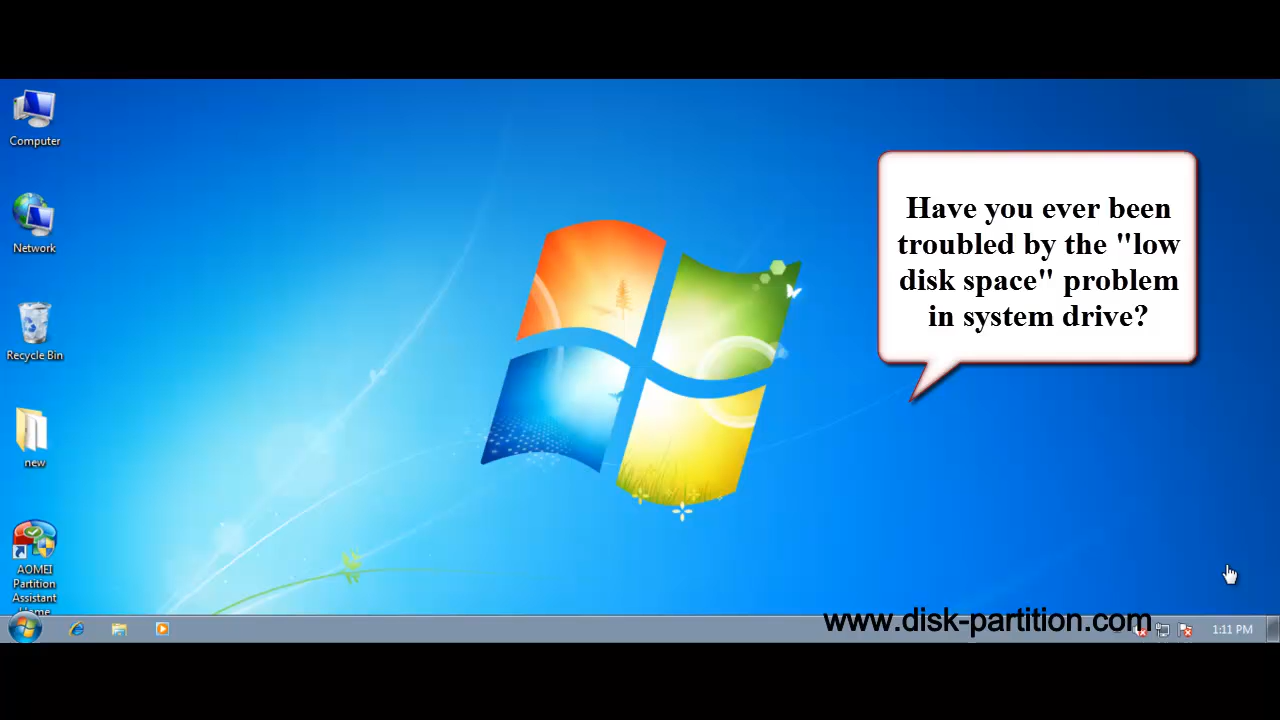 Computer
Network
Recycle Bin
new
AOMEI
Partition
Assistant
Home
Have you ever been
troubled by the "low
disk space" problem
in system drive?
www.disk-partition.com
1:11 PM